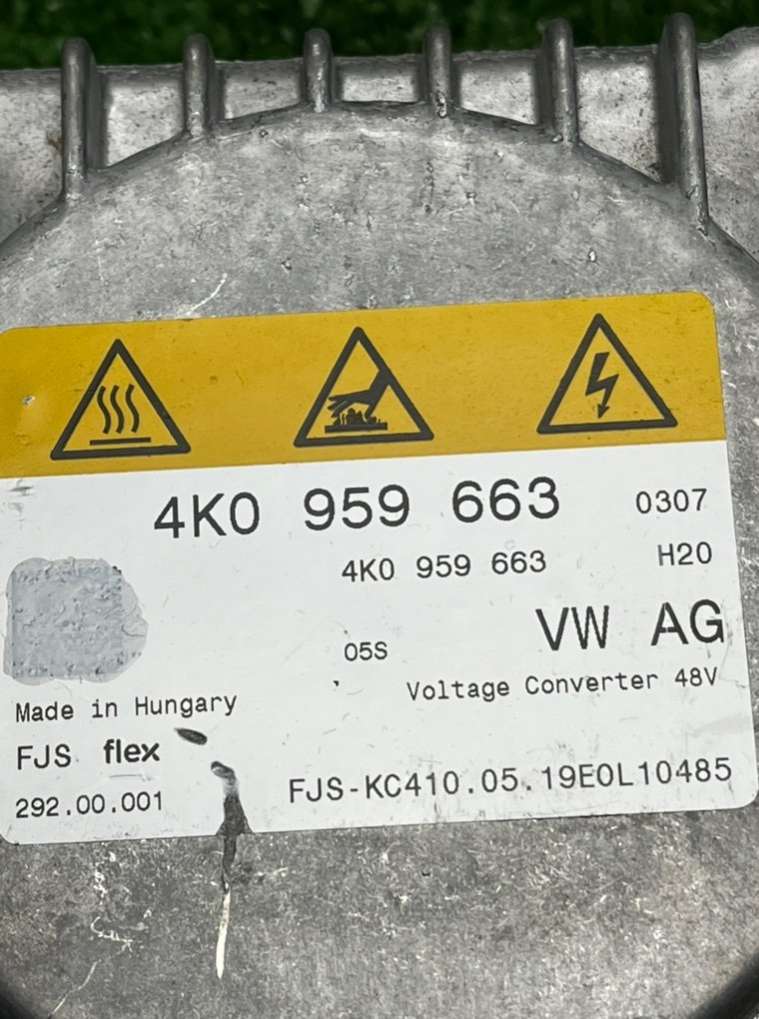 4K0 959 663 0307
4K0 959 663 H20
05S VW AG
Voltage Converter 48V
Made in Hungary
FJS flex
292.00.001
FJS-KC410.05.19E0L10485